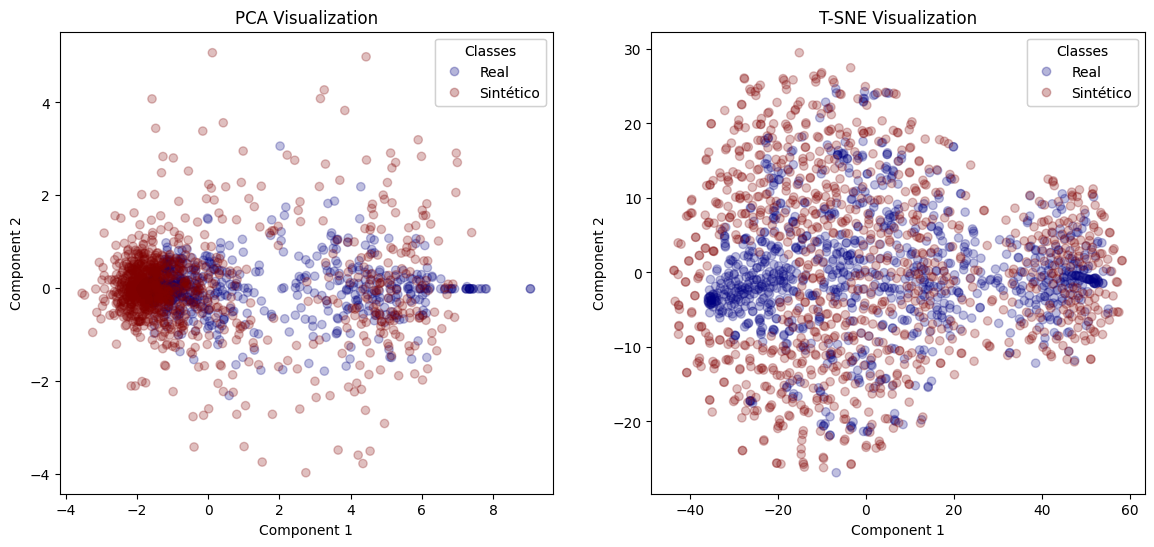 PCA Visualization
Classes
Real
Sintético
4
2
0
−2
−4
Component 2
−4
−2
0
2
4
6
8
Component 1
T-SNE Visualization
Classes
Real
Sintético
30
20
10
0
−10
−20
Component 2
−40
−20
0
20
40
60
Component 1